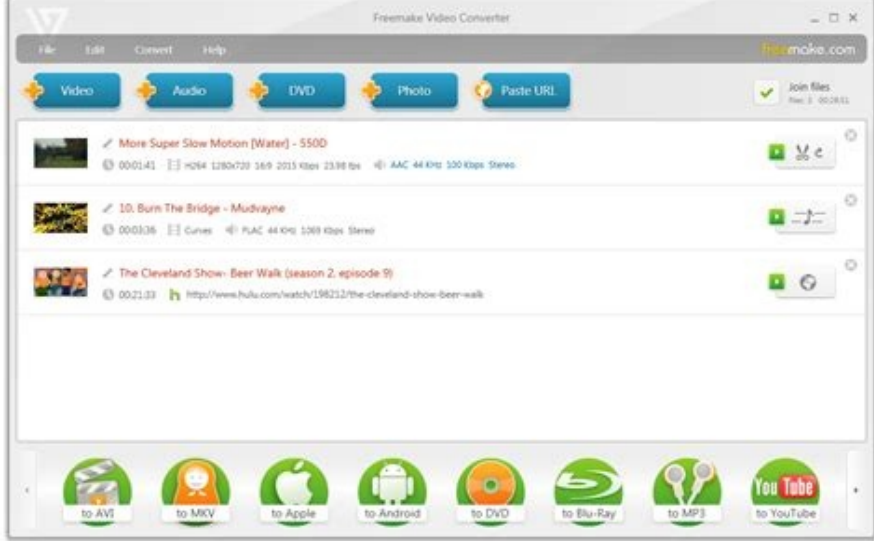 Freemake Video Converter
File Edit Convert Help
freemake.com
Video Audio DVD Photo Paste URL
Join files
More Super Slow Motion [Water] - 550D
00:01:41 H264 1280x720 16:9 2015 Kbps 23.98 fps AAC 44 KHz 100 Kbps Stereo
10. Burn The Bridge - Mudvayne
00:03:36 Curves FLAC 44 KHz 1069 Kbps Stereo
The Cleveland Show- Beer Walk (season 2, episode 9)
00:21:33 h http://www.hulu.com/watch/198212/the-cleveland-show-beer-walk
You Tube
to AVI to MKV to Apple to Android to DVD to Blu-Ray to MP3 to YouTube